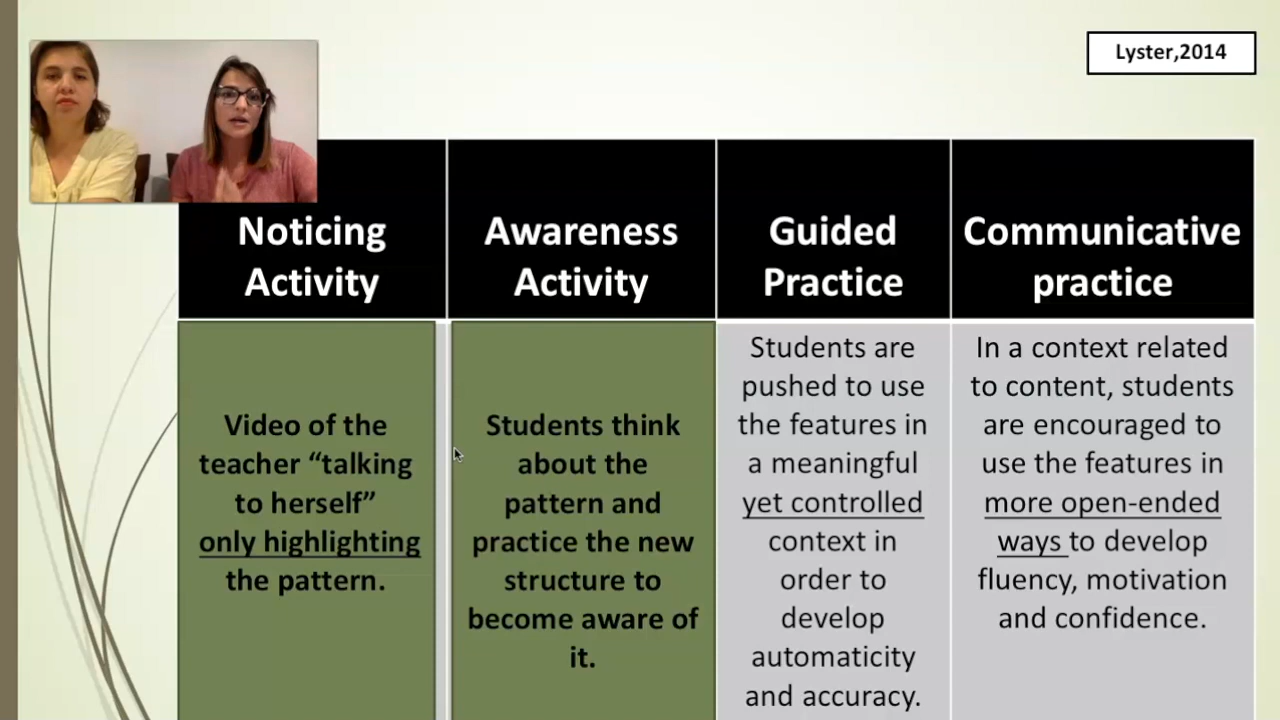 Lyster,2014
Noticing
Activity
Awareness
Activity
Guided
Practice
Communicative
practice
Video of the
teacher “talking
to herself”
only highlighting
the pattern.
Students think
about the
pattern and
practice the new
structure to
become aware of
it.
Students are
pushed to use
the features in
a meaningful
yet controlled
context in
order to
develop
automaticity
and accuracy.
In a context related
to content, students
are encouraged to
use the features in
more open-ended
ways to develop
fluency, motivation
and confidence.